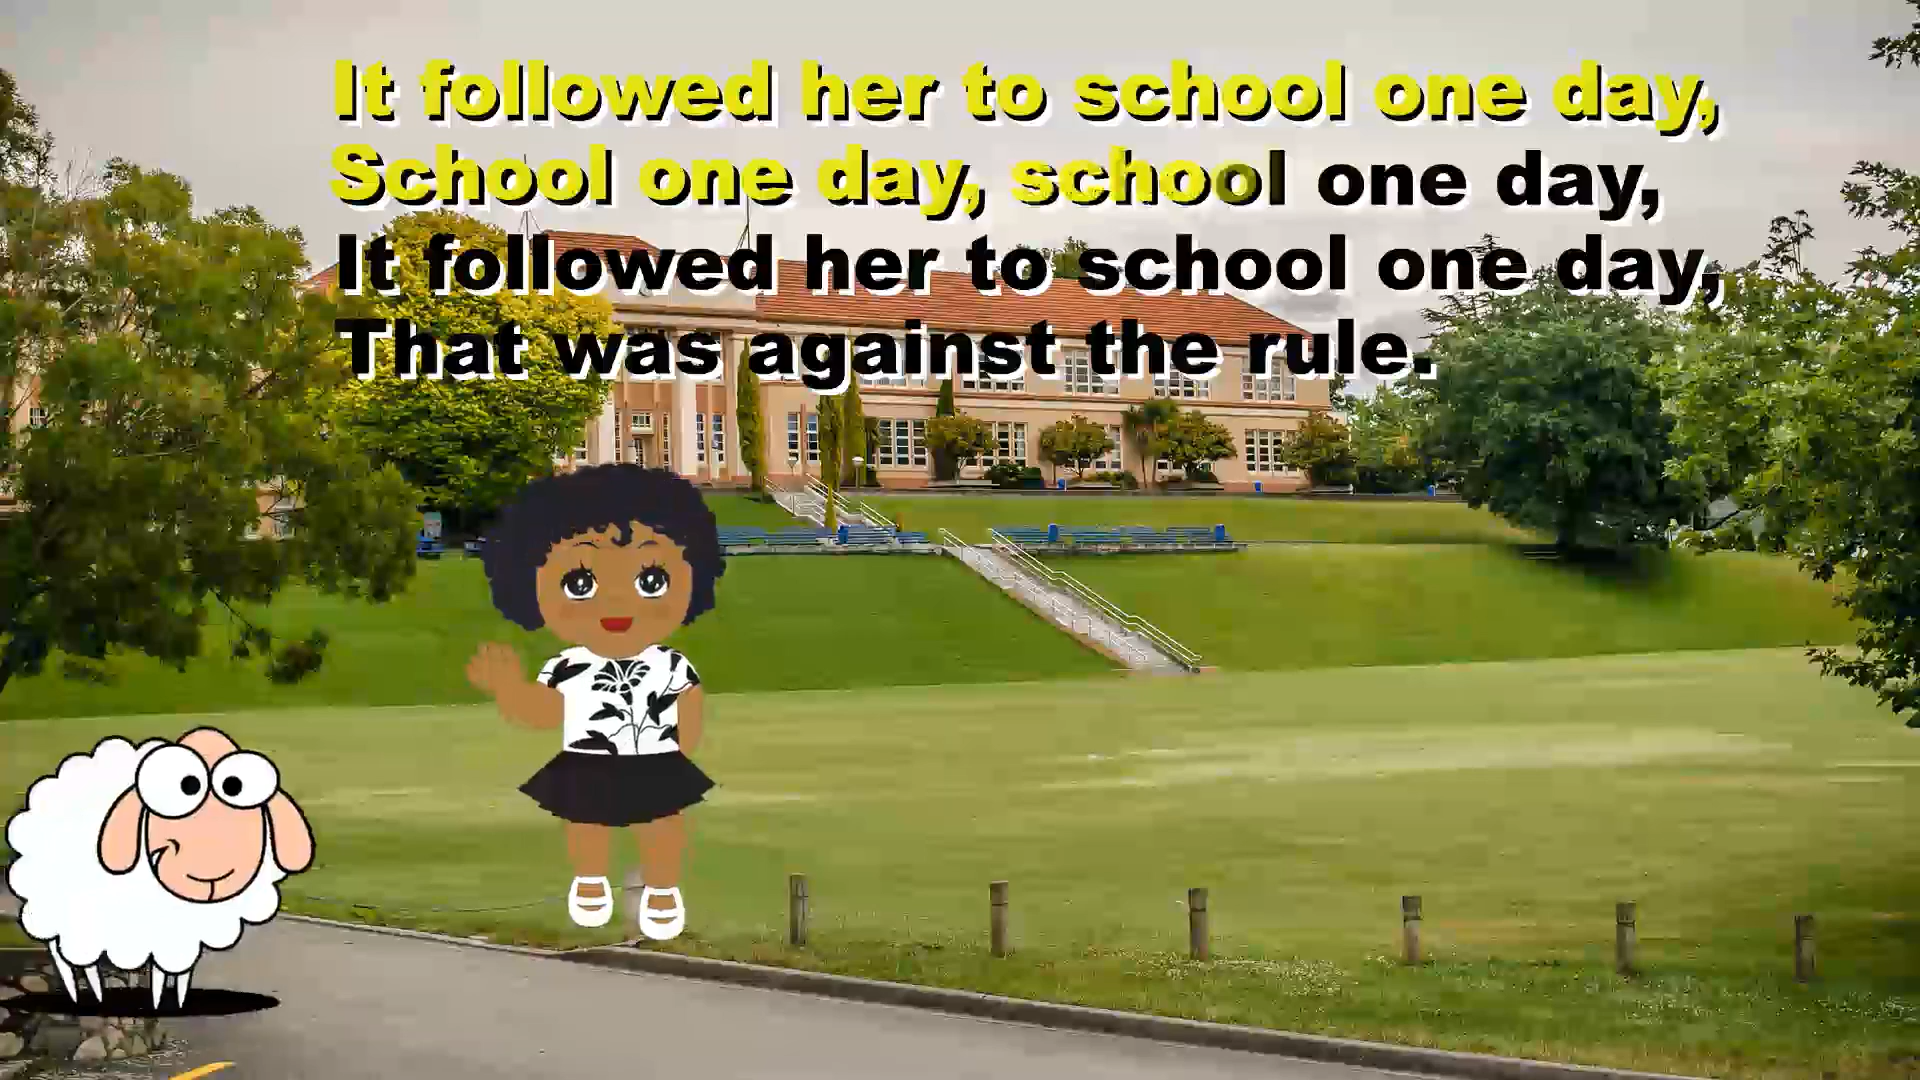 It followed her to school one day,
School one day, school one day,
It followed her to school one day,
That was against the rule.